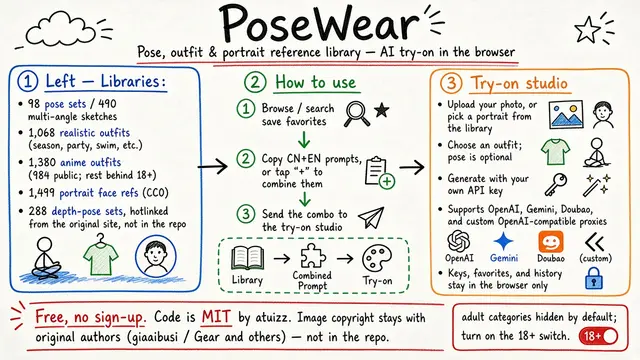 PoseWear
Pose, outfit & portrait reference library — AI try-on in the browser
1 Left — Libraries:
• 98 pose sets / 490
multi-angle sketches
• 1,068 realistic outfits
(season, party, swim, etc.)
• 1,380 anime outfits
(984 public; rest behind 18+)
• 1,499 portrait face refs (CC0)
• 288 depth-pose sets, hotlinked
from the original site, not in the repo
2 How to use
1 Browse / search
save favorites
2 Copy CN+EN prompts,
or tap "+" to
combine them
3 Send the combo to
the try-on studio
Library
Combined
Prompt
Try-on
3 Try-on studio
• Upload your photo, or
pick a portrait from
the library
• Choose an outfit;
pose is optional
• Generate with your
own API key
• Supports OpenAI, Gemini, Doubao,
and custom OpenAI-compatible proxies
OpenAI Gemini Doubao (custom)
• Keys, favorites, and history
stay in the browser only
Free, no sign-up. Code is MIT by atuizz. Image copyright stays with
original authors (giaaibusi / Gear and others) — not in the repo.
adult categories hidden by default;
turn on the 18+ switch. 18+